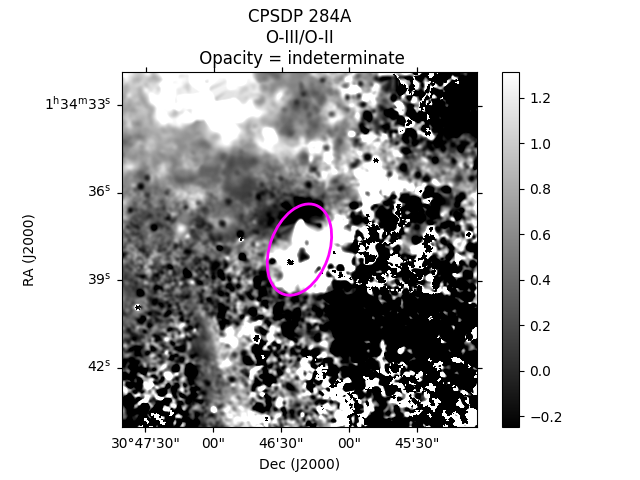 CPSDP 284A
O-III/O-II
Opacity = indeterminate
1h34m33s
36s
39s
42s
RA (J2000)
30°47'30" 00" 46'30" 00" 45'30"
Dec (J2000)
1.2
1.0
0.8
0.6
0.4
0.2
0.0
−0.2